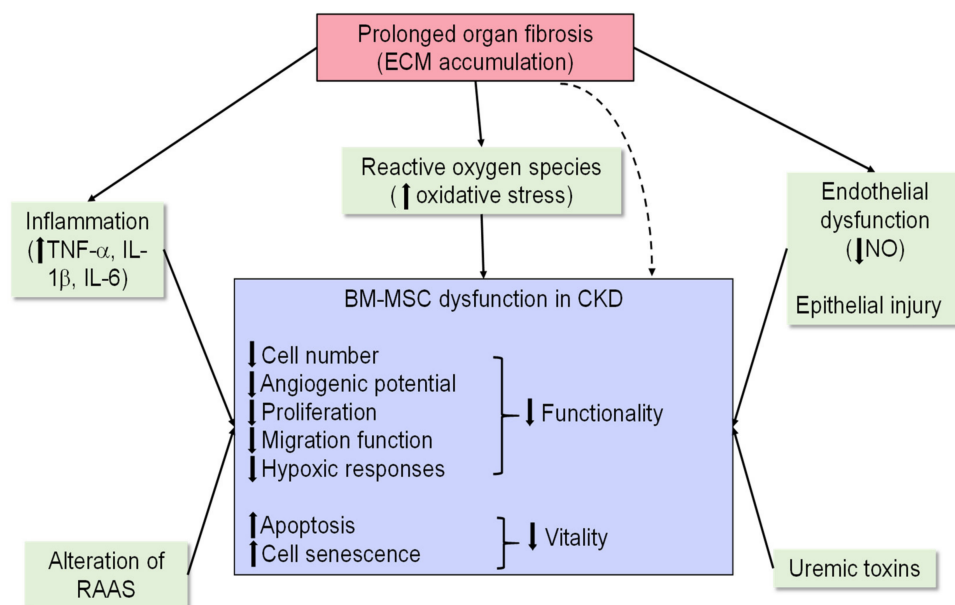 Prolonged organ fibrosis
(ECM accumulation)
Reactive oxygen species
(⬆oxidative stress)
Inflammation
(⬆TNF-α, IL-
1β, IL-6)
Endothelial
dysfunction
(⬇NO)
Epithelial injury
BM-MSC dysfunction in CKD
⬇Cell number
⬇Angiogenic potential
⬇Proliferation
⬇Migration function
⬇Hypoxic responses
⬇ Functionality
⬆Apoptosis
⬆Cell senescence
⬇ Vitality
Alteration of
RAAS
Uremic toxins